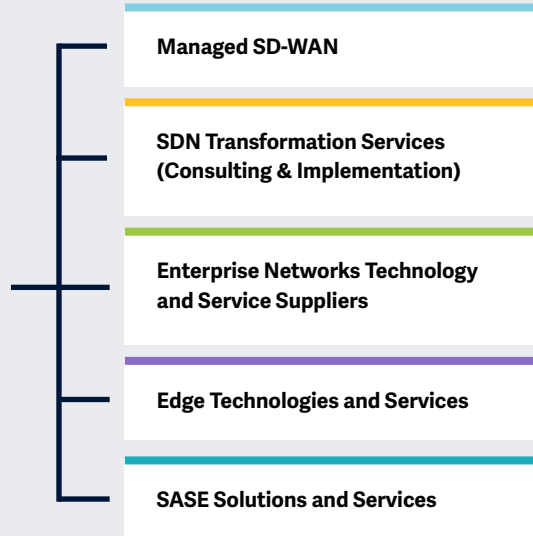 Managed SD-WAN
SDN Transformation Services
(Consulting & Implementation)
Enterprise Networks Technology
and Service Suppliers
Edge Technologies and Services
SASE Solutions and Services